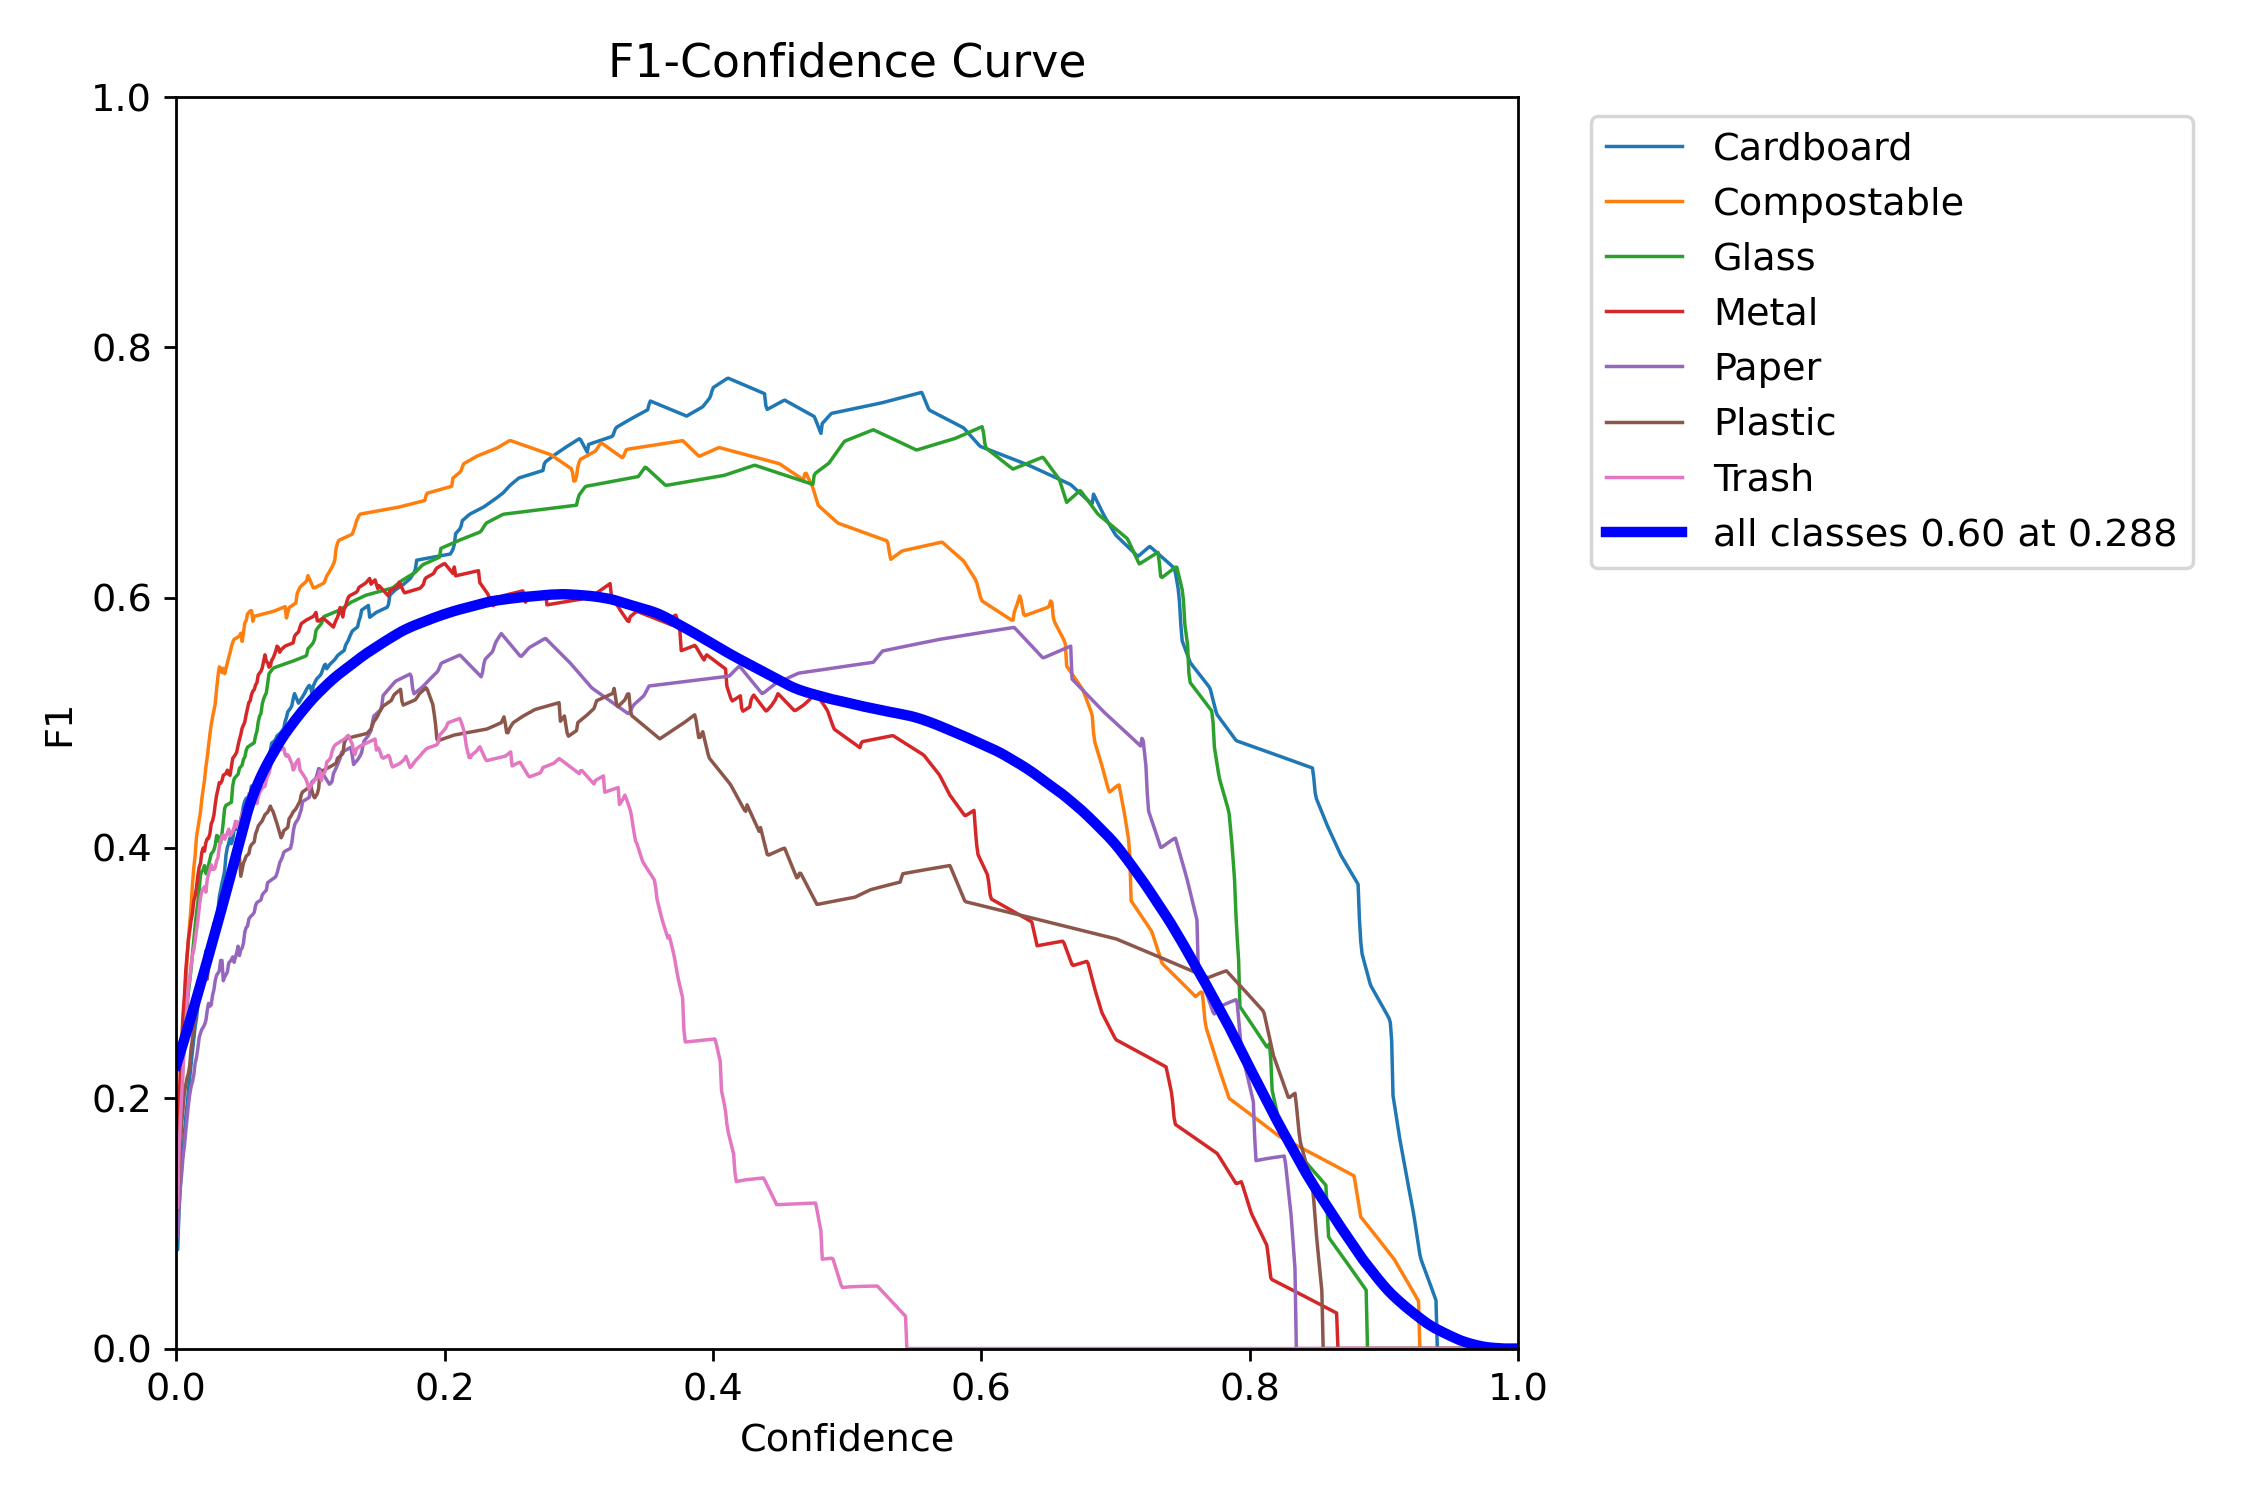 F1-Confidence Curve
1.0
0.8
0.6
0.4
0.2
0.0
F1
0.0 0.2 0.4 0.6 0.8 1.0
Confidence
Cardboard
Compostable
Glass
Metal
Paper
Plastic
Trash
all classes 0.60 at 0.288